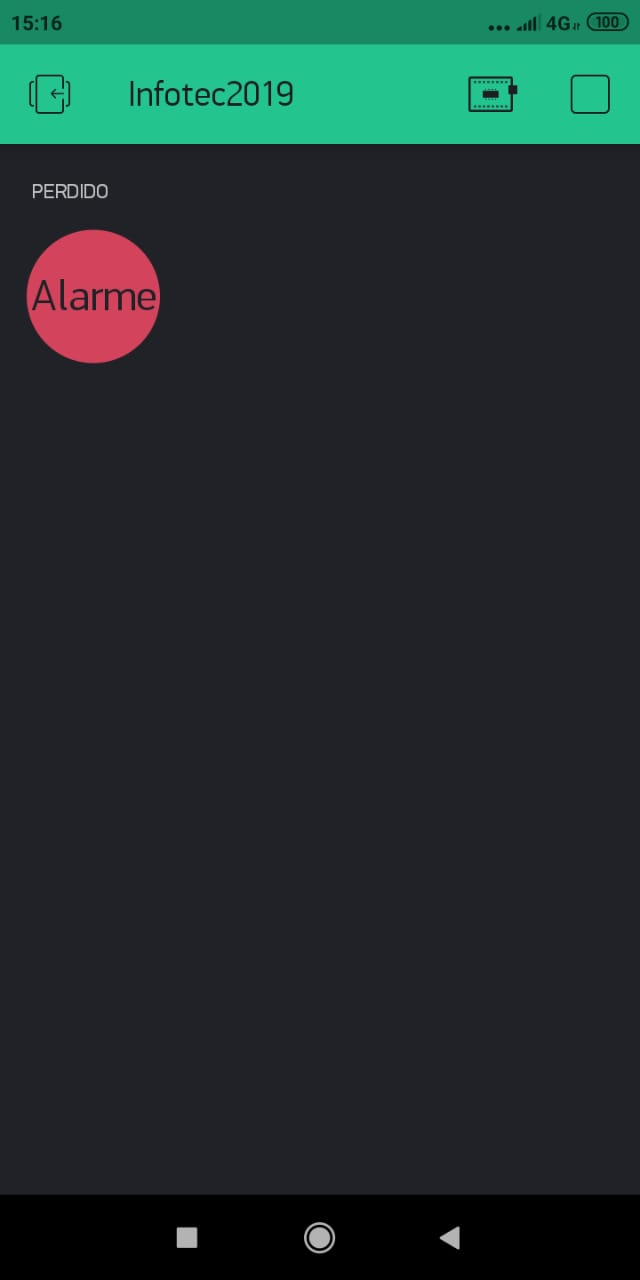 15:16
4G
100
Infotec2019
PERDIDO
Alarme